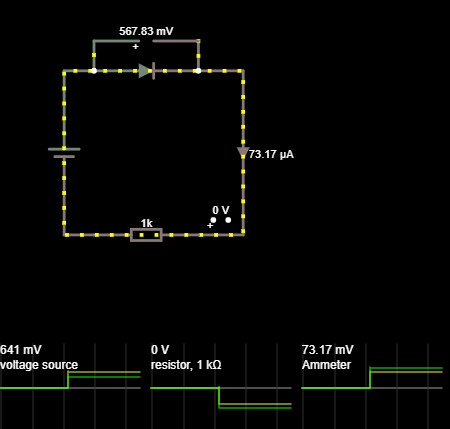 567.83 mV
+
73.17 µA
0 V
+
1k
641 mV
voltage source
0 V
resistor, 1 kΩ
73.17 mV
Ammeter